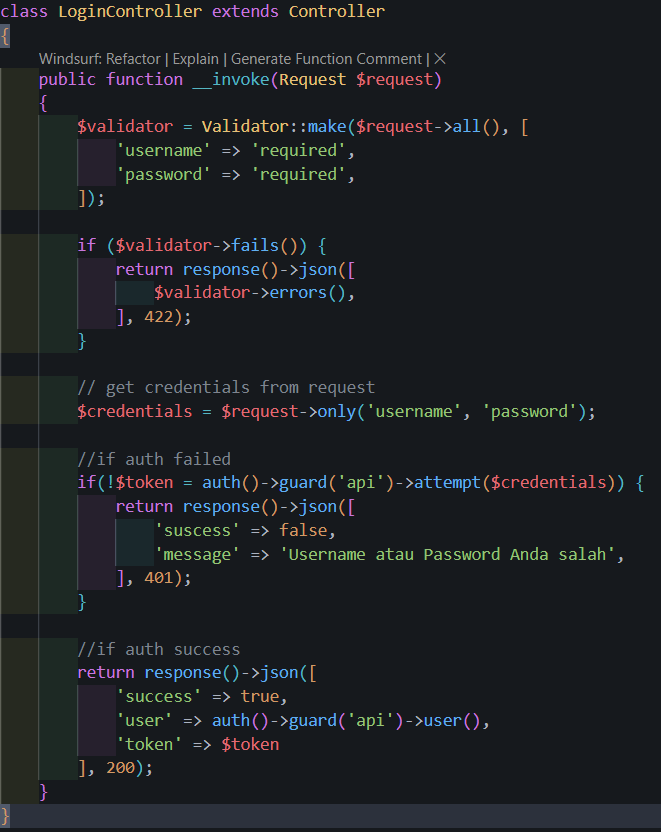 class LoginController extends Controller
{
Windsurf: Refactor | Explain | Generate Function Comment | ✕
public function __invoke(Request $request)
{
$validator = Validator::make($request->all(), [
'username' => 'required',
'password' => 'required',
]);
if ($validator->fails()) {
return response()->json([
$validator->errors(),
], 422);
}
// get credentials from request
$credentials = $request->only('username', 'password');
//if auth failed
if(!$token = auth()->guard('api')->attempt($credentials)) {
return response()->json([
'suscess' => false,
'message' => 'Username atau Password Anda salah',
], 401);
}
//if auth success
return response()->json([
'success' => true,
'user' => auth()->guard('api')->user(),
'token' => $token
], 200);
}
}